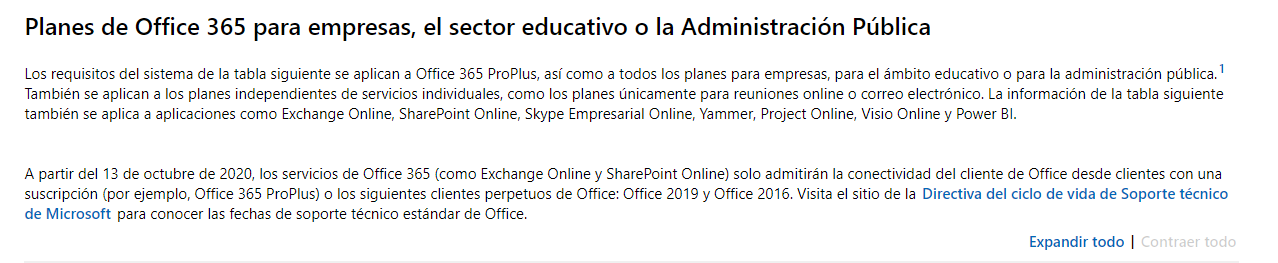 Planes de Office 365 para empresas, el sector educativo o la Administración Pública
Los requisitos del sistema de la tabla siguiente se aplican a Office 365 ProPlus, así como a todos los planes para empresas, para el ámbito educativo o para la administración pública.1
También se aplican a los planes independientes de servicios individuales, como los planes únicamente para reuniones online o correo electrónico. La información de la tabla siguiente
también se aplica a aplicaciones como Exchange Online, SharePoint Online, Skype Empresarial Online, Yammer, Project Online, Visio Online y Power BI.
A partir del 13 de octubre de 2020, los servicios de Office 365 (como Exchange Online y SharePoint Online) solo admitirán la conectividad del cliente de Office desde clientes con una
suscripción (por ejemplo, Office 365 ProPlus) o los siguientes clientes perpetuos de Office: Office 2019 y Office 2016. Visita el sitio de la Directiva del ciclo de vida de Soporte técnico
de Microsoft para conocer las fechas de soporte técnico estándar de Office.
Expandir todo | Contraer todo